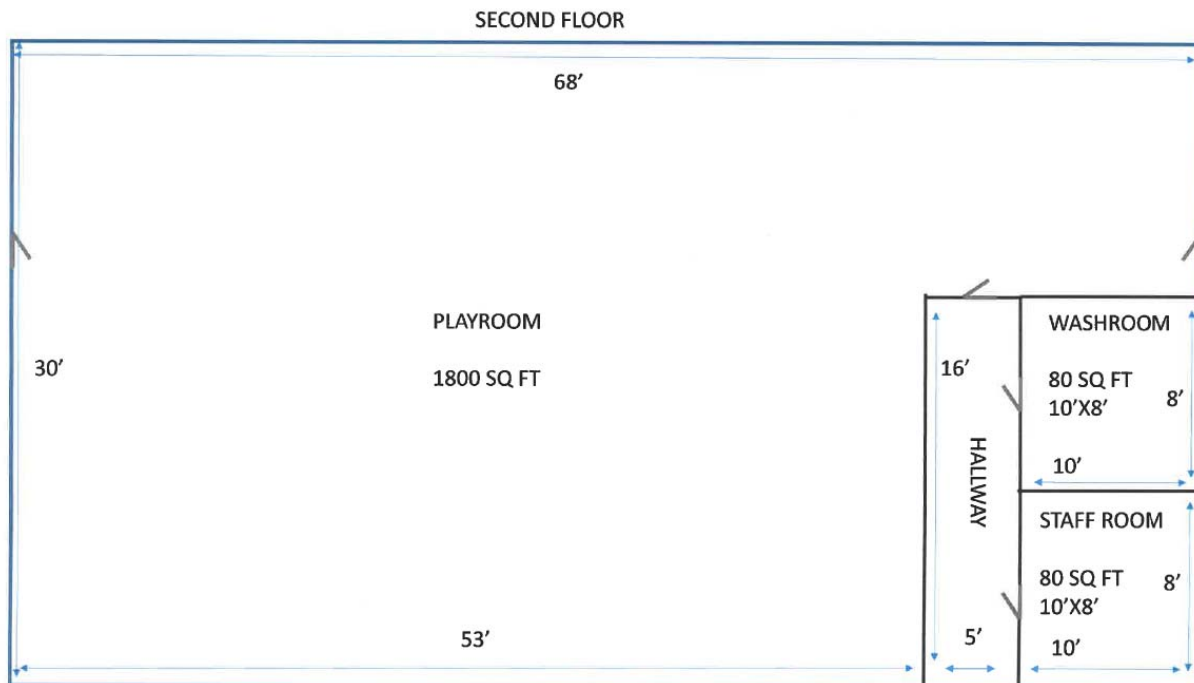 SECOND FLOOR
68’
30’
PLAYROOM
1800 SQ FT
53’
16’
HALLWAY
5’
WASHROOM
80 SQ FT
10’X8’
8’
10’
STAFF ROOM
80 SQ FT
10’X8’
8’
10’